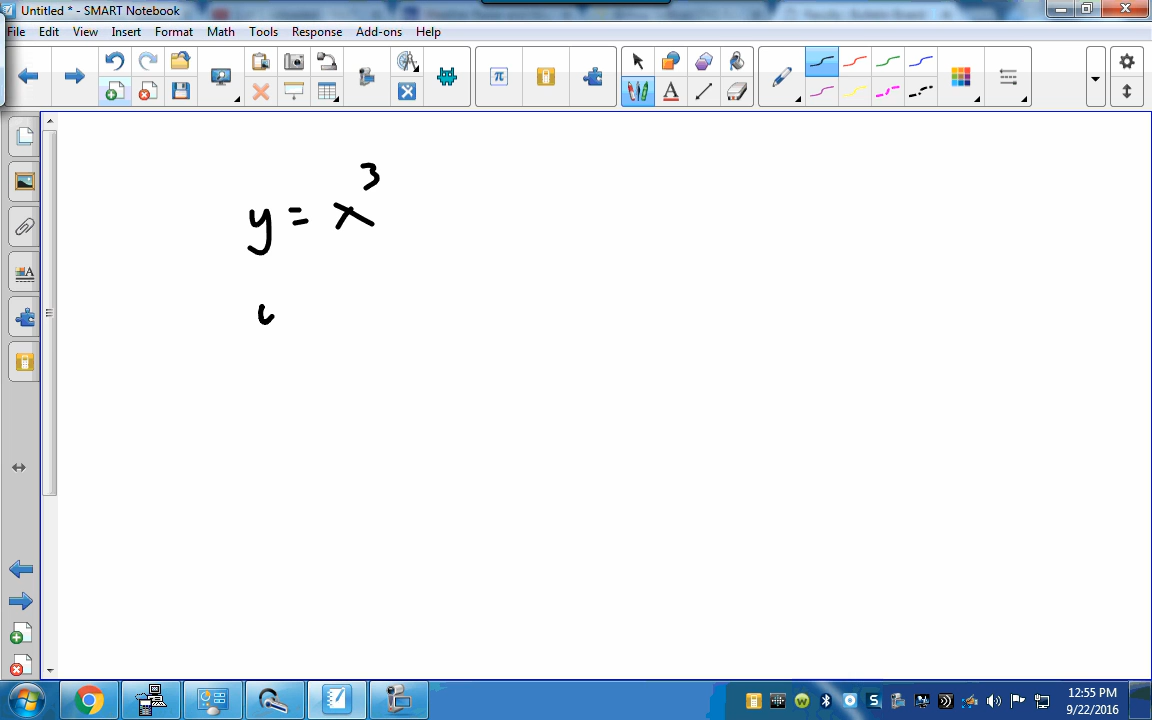 Untitled * - SMART Notebook
File Edit View Insert Format Math Tools Response Add-ons Help
y = x³
12:55 PM
9/22/2016